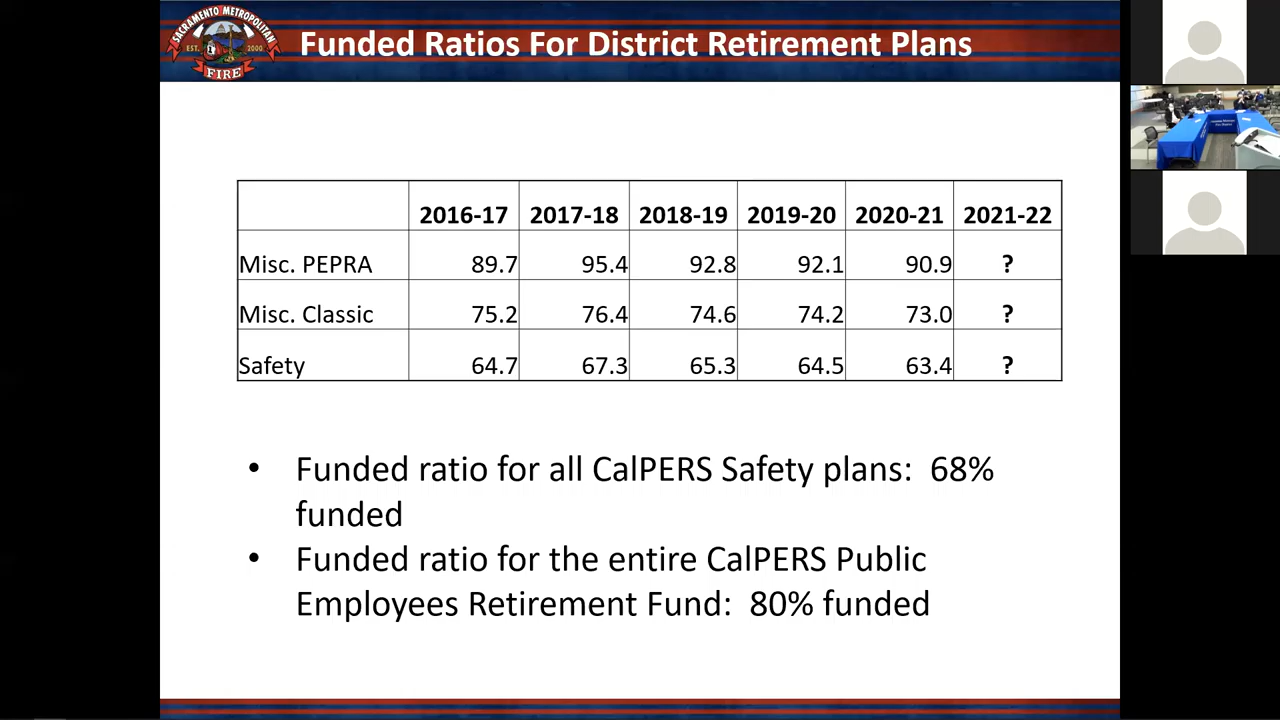 SACRAMENTO METROPOLITAN
EST. 2000
FIRE
Funded Ratios For District Retirement Plans
2016-17 2017-18 2018-19 2019-20 2020-21 2021-22
Misc. PEPRA 89.7 95.4 92.8 92.1 90.9 ?
Misc. Classic 75.2 76.4 74.6 74.2 73.0 ?
Safety 64.7 67.3 65.3 64.5 63.4 ?
• Funded ratio for all CalPERS Safety plans: 68%
funded
• Funded ratio for the entire CalPERS Public
Employees Retirement Fund: 80% funded